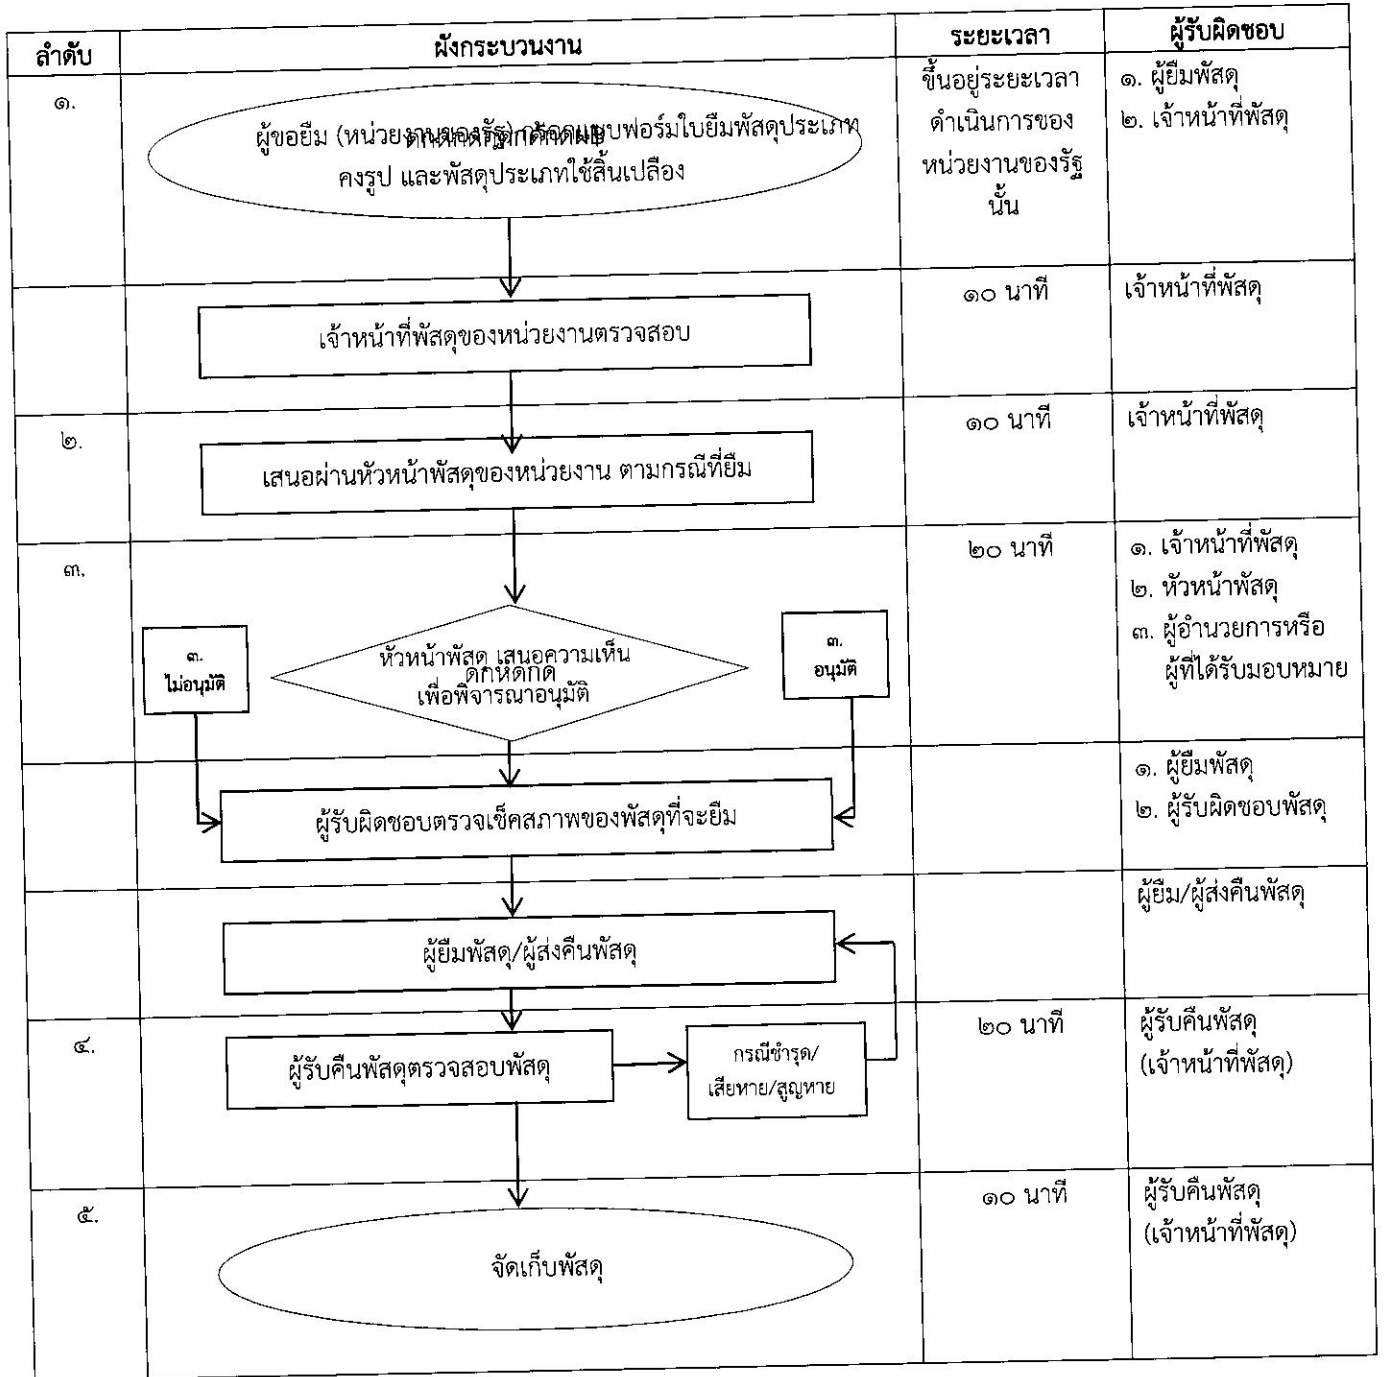 ลำดับ ผังกระบวนงาน ระยะเวลา ผู้รับผิดชอบ
๑.
ผู้ขอยืม (หน่วยงานของรัฐ) กรอกแบบฟอร์มใบยืมพัสดุประเภท
คงรูป และพัสดุประเภทใช้สิ้นเปลือง
ขึ้นอยู่ระยะเวลา
ดำเนินการของ
หน่วยงานของรัฐ
นั้น
๑. ผู้ยืมพัสดุ
๒. เจ้าหน้าที่พัสดุ
เจ้าหน้าที่พัสดุของหน่วยงานตรวจสอบ
๑๐ นาที
เจ้าหน้าที่พัสดุ
๒.
เสนอผ่านหัวหน้าพัสดุของหน่วยงาน ตามกรณีที่ยืม
๑๐ นาที
เจ้าหน้าที่พัสดุ
๓.
๓.
ไม่อนุมัติ
หัวหน้าพัสดุ เสนอความเห็น
ดกหดกด
เพื่อพิจารณาอนุมัติ
๓.
อนุมัติ
๒๐ นาที
๑. เจ้าหน้าที่พัสดุ
๒. หัวหน้าพัสดุ
๓. ผู้อำนวยการหรือ
ผู้ที่ได้รับมอบหมาย
ผู้รับผิดชอบตรวจเช็คสภาพของพัสดุที่จะยืม
๑. ผู้ยืมพัสดุ
๒. ผู้รับผิดชอบพัสดุ
ผู้ยืมพัสดุ/ผู้ส่งคืนพัสดุ
ผู้ยืม/ผู้ส่งคืนพัสดุ
๔.
ผู้รับคืนพัสดุตรวจสอบพัสดุ
กรณีชำรุด/
เสียหาย/สูญหาย
๒๐ นาที
ผู้รับคืนพัสดุ
(เจ้าหน้าที่พัสดุ)
๕.
จัดเก็บพัสดุ
๑๐ นาที
ผู้รับคืนพัสดุ
(เจ้าหน้าที่พัสดุ)